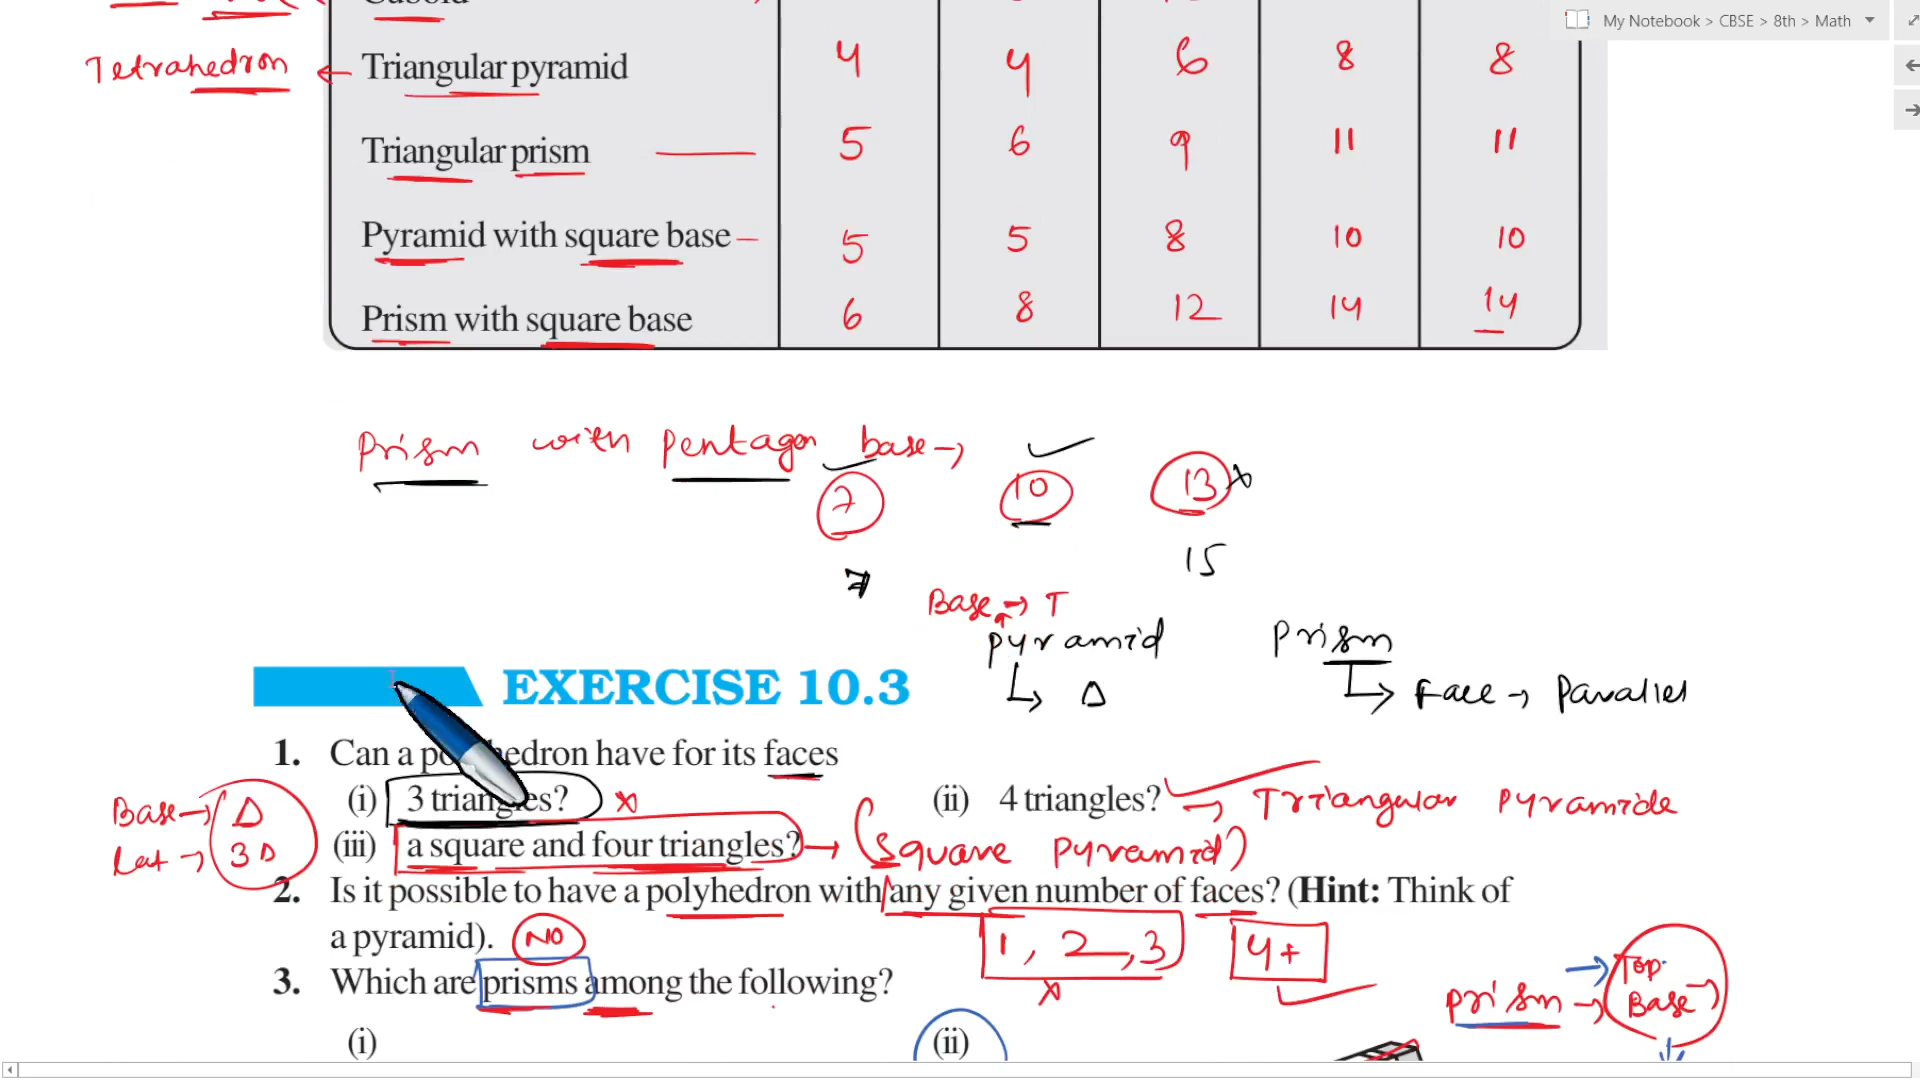 My Notebook > CBSE > 8th > Math
Cuboid
Tetrahedron ← Triangular pyramid 4 4 6 8 8
Triangular prism 5 6 9 11 11
Pyramid with square base 5 5 8 10 10
Prism with square base 6 8 12 14 14
Prism with Pentagon base →
7 10 13 x
7 15
Base → T
pyramid Prism
Δ Face → Parallel
EXERCISE 10.3
1. Can a polyhedron have for its faces
(i) 3 triangles? x (ii) 4 triangles? → Triangular pyramide
Base → Δ
Lat → 3 Δ
(iii) a square and four triangles? → (Square pyramid)
2. Is it possible to have a polyhedron with any given number of faces? (Hint: Think of
a pyramid). NO 1, 2, 3 4+
x
3. Which are prisms among the following?
prism → Top
Base
(i) (ii)